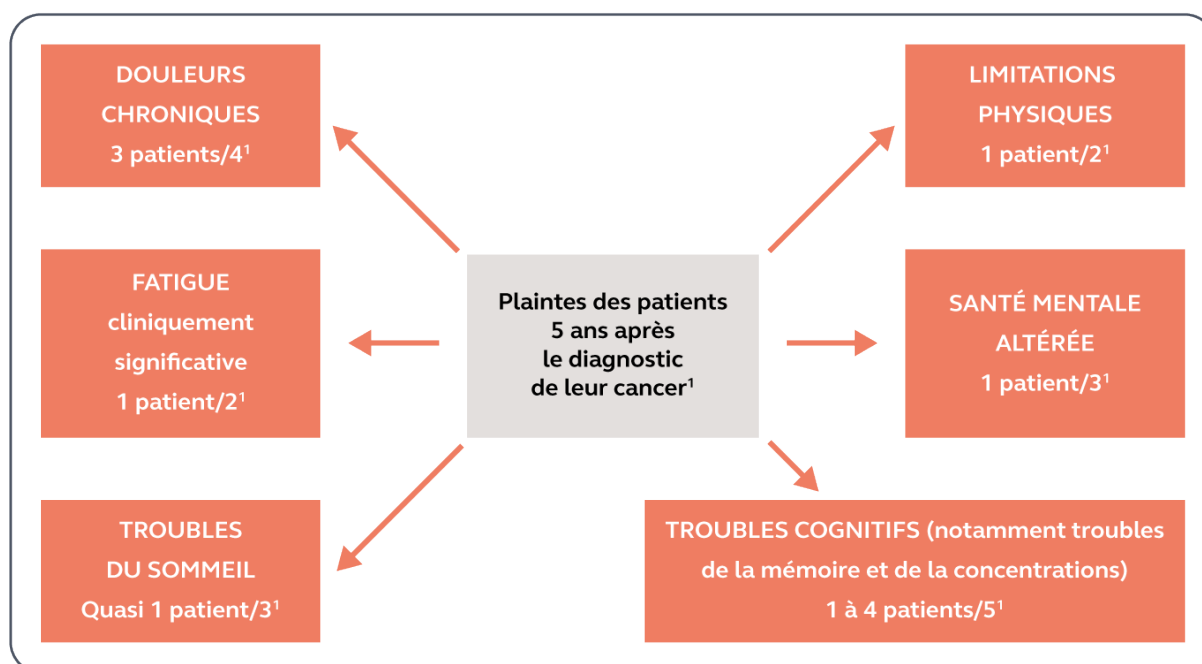 DOULEURS
CHRONIQUES
3 patients/4¹
FATIGUE
cliniquement
significative
1 patient/2¹
TROUBLES
DU SOMMEIL
Quasi 1 patient/3¹
Plaintes des patients
5 ans après
le diagnostic
de leur cancer¹
LIMITATIONS
PHYSIQUES
1 patient/2¹
SANTÉ MENTALE
ALTÉRÉE
1 patient/3¹
TROUBLES COGNITIFS (notamment troubles
de la mémoire et de la concentrations)
1 à 4 patients/5¹